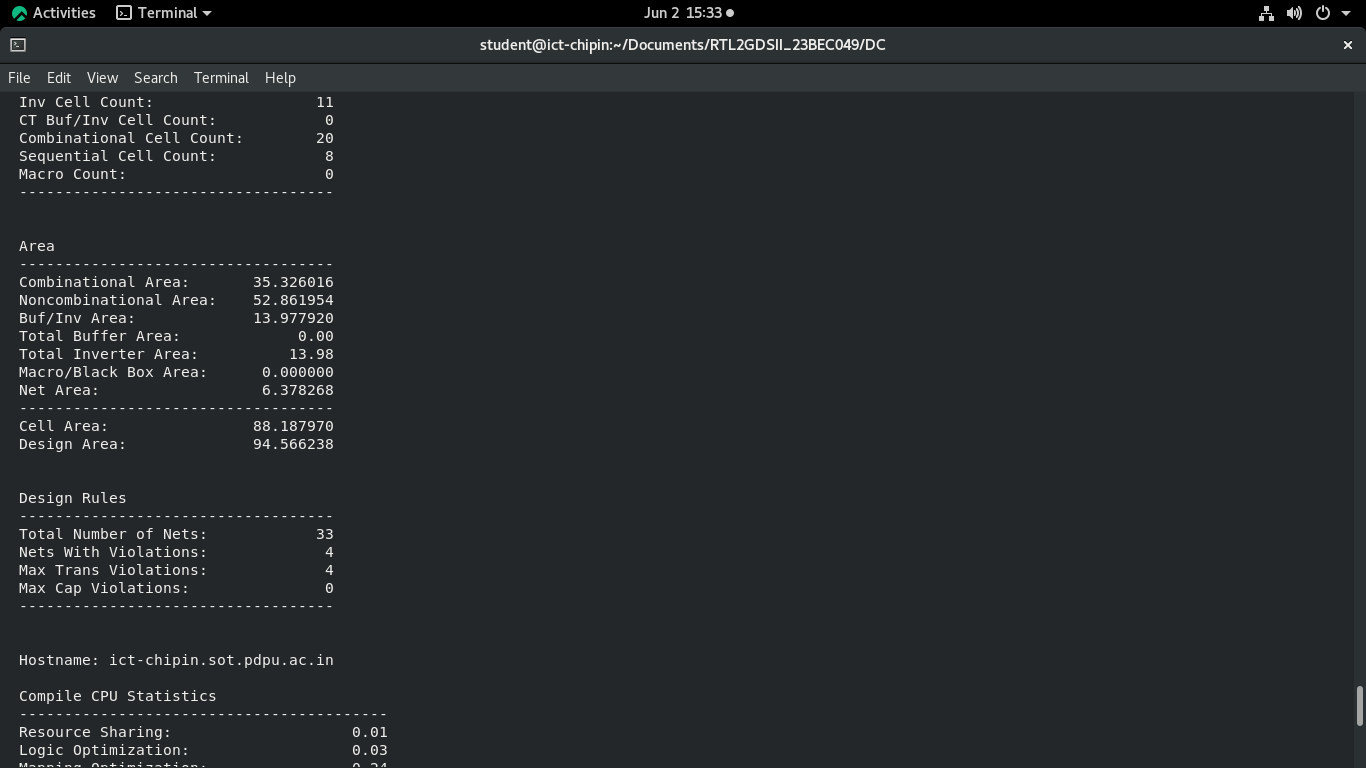 Activities Terminal Jun 2 15:33
student@ict-chipin:~/Documents/RTL2GDSII_23BEC049/DC
File Edit View Search Terminal Help
Inv Cell Count: 11
CT Buf/Inv Cell Count: 0
Combinational Cell Count: 20
Sequential Cell Count: 8
Macro Count: 0
-----------------------------------
Area
-----------------------------------
Combinational Area: 35.326016
Noncombinational Area: 52.861954
Buf/Inv Area: 13.977920
Total Buffer Area: 0.00
Total Inverter Area: 13.98
Macro/Black Box Area: 0.000000
Net Area: 6.378268
-----------------------------------
Cell Area: 88.187970
Design Area: 94.566238
Design Rules
-----------------------------------
Total Number of Nets: 33
Nets With Violations: 4
Max Trans Violations: 4
Max Cap Violations: 0
-----------------------------------
Hostname: ict-chipin.sot.pdpu.ac.in
Compile CPU Statistics
-----------------------------------------
Resource Sharing: 0.01
Logic Optimization: 0.03
Mapping Optimization: 0.24